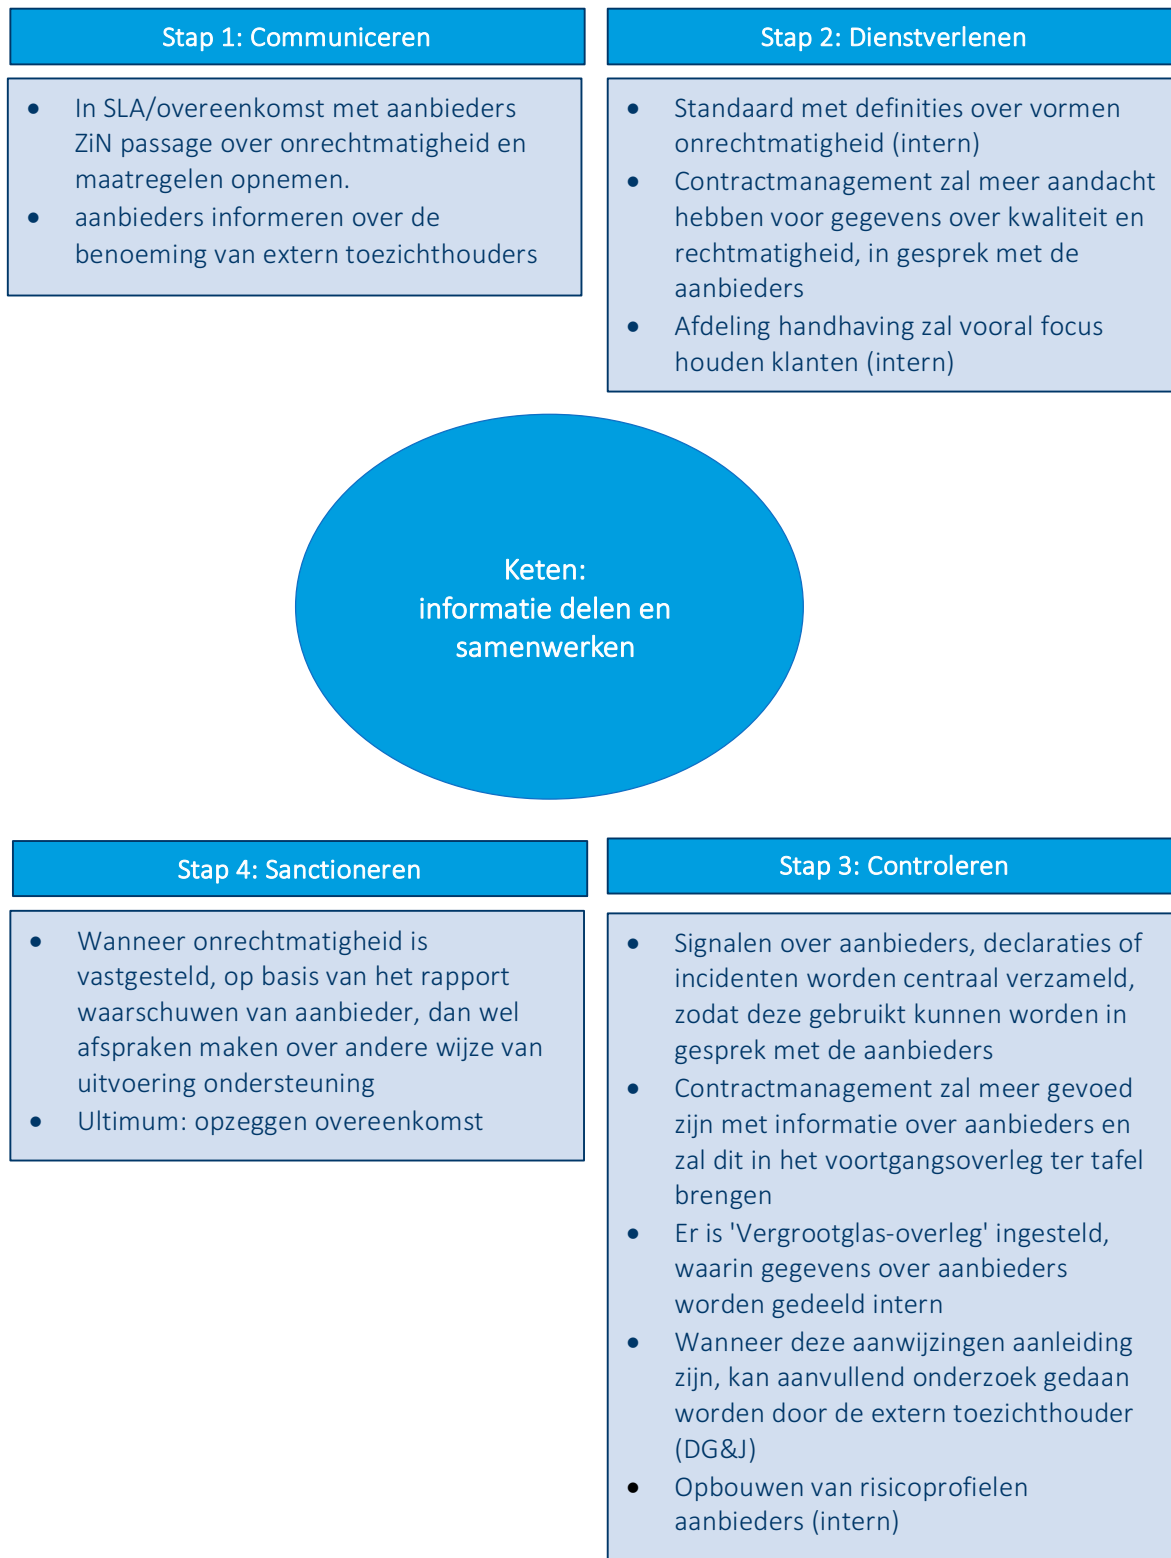 Stap 1: Communiceren
• In SLA/overeenkomst met aanbieders
ZiN passage over onrechtmatigheid en
maatregelen opnemen.
• aanbieders informeren over de
benoeming van extern toezichthouders
Stap 2: Dienstverlenen
• Standaard met definities over vormen
onrechtmatigheid (intern)
• Contractmanagement zal meer aandacht
hebben voor gegevens over kwaliteit en
rechtmatigheid, in gesprek met de
aanbieders
• Afdeling handhaving zal vooral focus
houden klanten (intern)
Keten:
informatie delen en
samenwerken
Stap 4: Sanctioneren
• Wanneer onrechtmatigheid is
vastgesteld, op basis van het rapport
waarschuwen van aanbieder, dan wel
afspraken maken over andere wijze van
uitvoering ondersteuning
• Ultimum: opzeggen overeenkomst
Stap 3: Controleren
• Signalen over aanbieders, declaraties of
incidenten worden centraal verzameld,
zodat deze gebruikt kunnen worden in
gesprek met de aanbieders
• Contractmanagement zal meer gevoed
zijn met informatie over aanbieders en
zal dit in het voortgangsoverleg ter tafel
brengen
• Er is 'Vergrootglas-overleg' ingesteld,
waarin gegevens over aanbieders
worden gedeeld intern
• Wanneer deze aanwijzingen aanleiding
zijn, kan aanvullend onderzoek gedaan
worden door de extern toezichthouder
(DG&J)
• Opbouwen van risicoprofielen
aanbieders (intern)